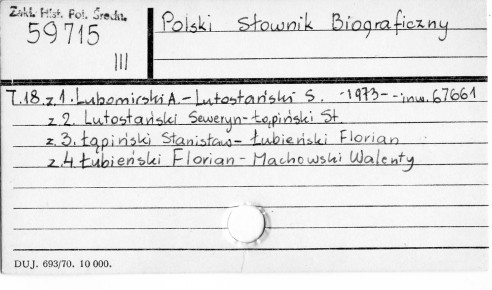 Zakł. Hist. Pol. Średn.
59715
III
Polski Słownik Biograficzny
T.18. z.1. Lubomirski A. - Lutostański S. -1973- - inw. 67661
z.2. Lutostański Seweryn - Łopiński St.
z.3. Łąpiński Stanisław - Łubieński Florian
z.4. Łubieński Florian - Machowski Walenty
DUJ. 693/70. 10 000.